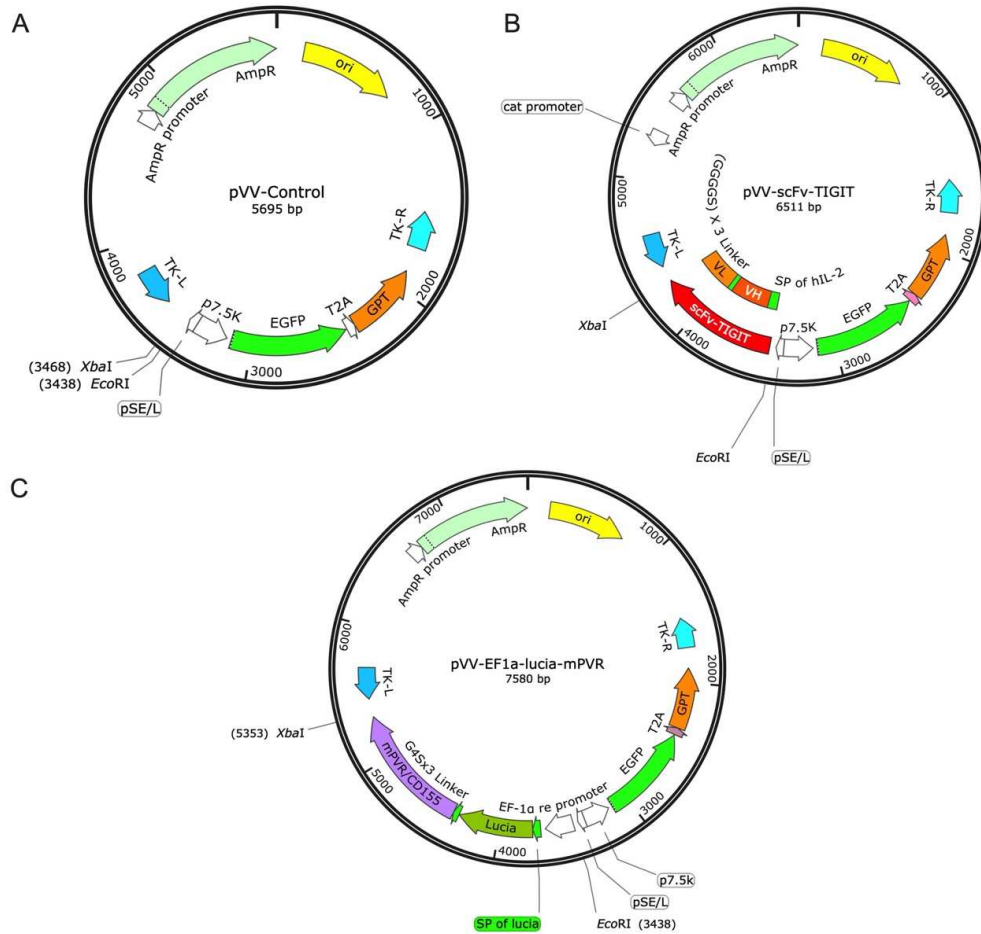 A
AmpR
ori
5000
1000
AmpR promoter
pVV-Control
5695 bp
TK-R
4000
TK-L
2000
p7.5K
T2A
GPT
EGFP
(3468) XbaI
(3438) EcoRI
3000
pSE/L
B
6000
AmpR
ori
1000
cat promoter
AmpR promoter
(GGGGS) X 3 Linker
5000
pVV-scFv-TIGIT
6511 bp
TK-R
TK-L
2000
VL
VH
SP of hIL-2
T2A
GPT
EGFP
XbaI
scFv-TIGIT
p7.5K
4000
3000
EcoRI
pSE/L
C
7000
AmpR
ori
1000
AmpR promoter
6000
TK-R
pVV-EF1a-lucia-mPVR
7580 bp
TK-L
2000
GPT
T2A
(5353) XbaI
mPVR/CD155
G4Sx3 Linker
EGFP
5000
EF-1α re promoter
Lucia
3000
4000
p7.5k
pSE/L
SP of lucia
EcoRI (3438)